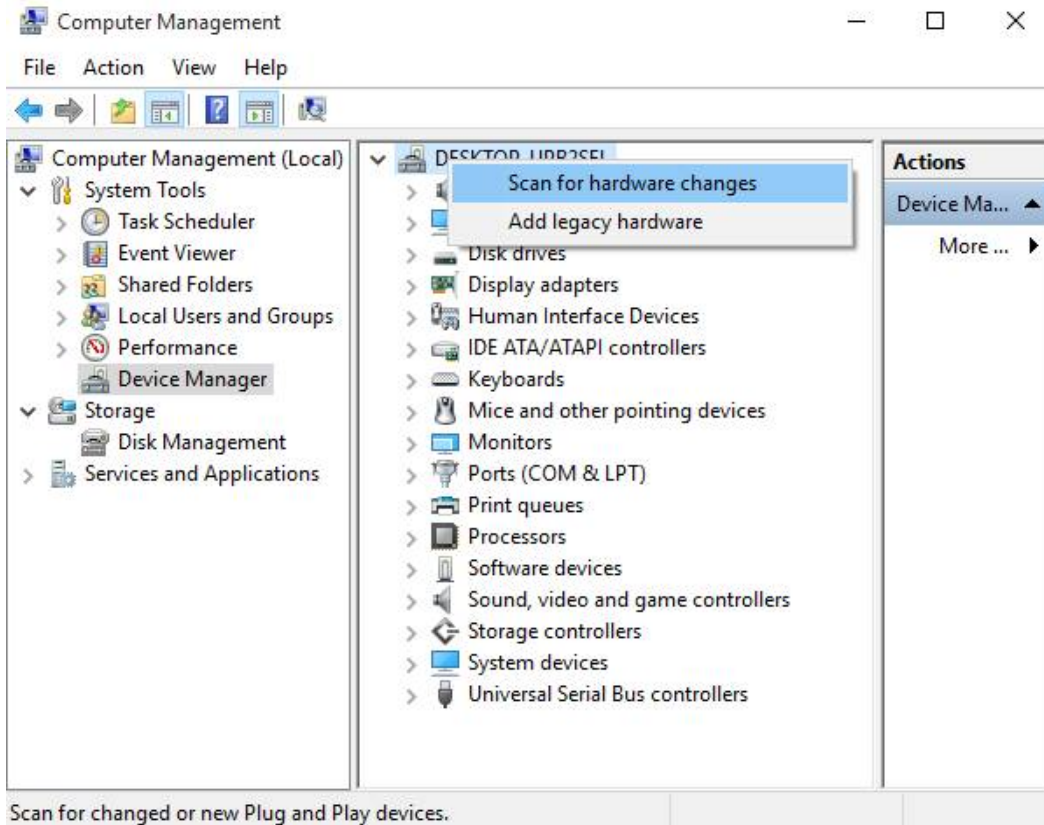 Computer Management
File Action View Help
Computer Management (Local)
System Tools
Task Scheduler
Event Viewer
Shared Folders
Local Users and Groups
Performance
Device Manager
Storage
Disk Management
Services and Applications
Scan for hardware changes
Add legacy hardware
Disk drives
Display adapters
Human Interface Devices
IDE ATA/ATAPI controllers
Keyboards
Mice and other pointing devices
Monitors
Ports (COM & LPT)
Print queues
Processors
Software devices
Sound, video and game controllers
Storage controllers
System devices
Universal Serial Bus controllers
Actions
Device Ma...
More ...
Scan for changed or new Plug and Play devices.